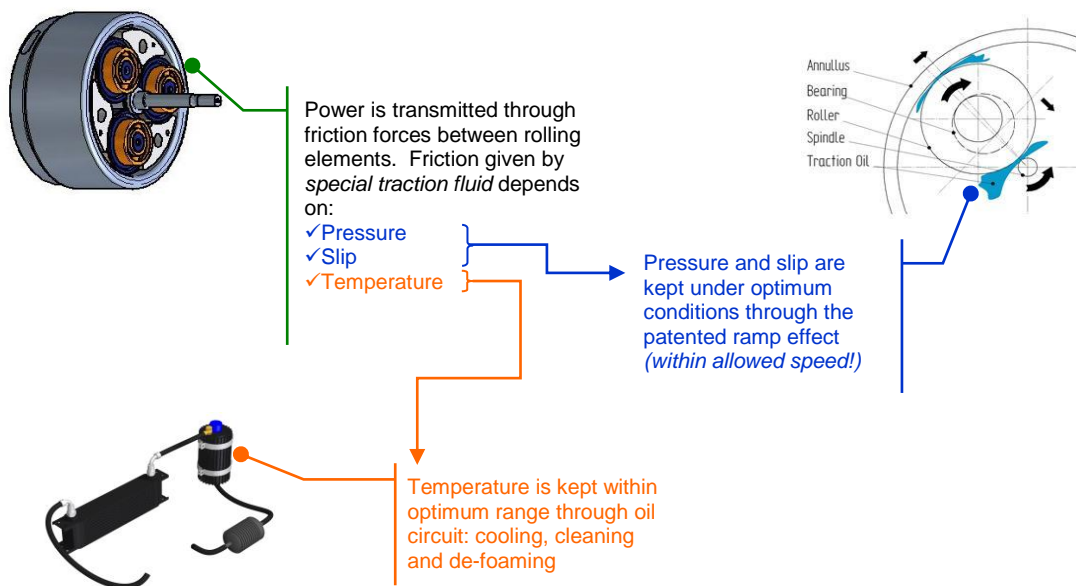 Power is transmitted through
friction forces between rolling
elements.  Friction given by
special traction fluid depends
on:
✓Pressure
✓Slip
✓Temperature
Annullus
Bearing
Roller
Spindle
Traction Oil
Pressure and slip are
kept under optimum
conditions through the
patented ramp effect
(within allowed speed!)
Temperature is kept within
optimum range through oil
circuit: cooling, cleaning
and de-foaming